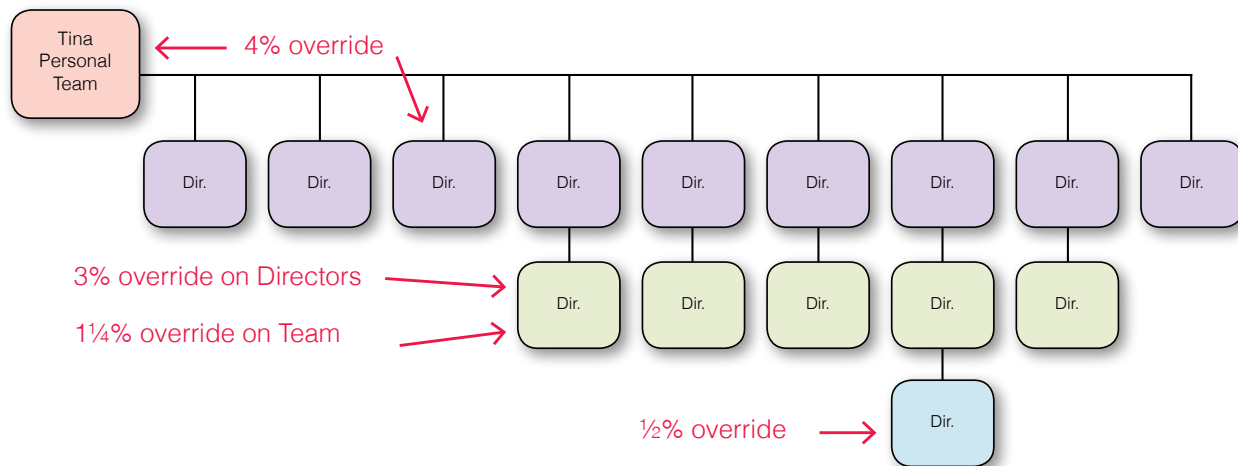 Tina
Personal
Team
4% override
Dir.
Dir.
Dir.
Dir.
Dir.
Dir.
Dir.
Dir.
Dir.
3% override on Directors
1¼% override on Team
Dir.
Dir.
Dir.
Dir.
Dir.
½% override
Dir.